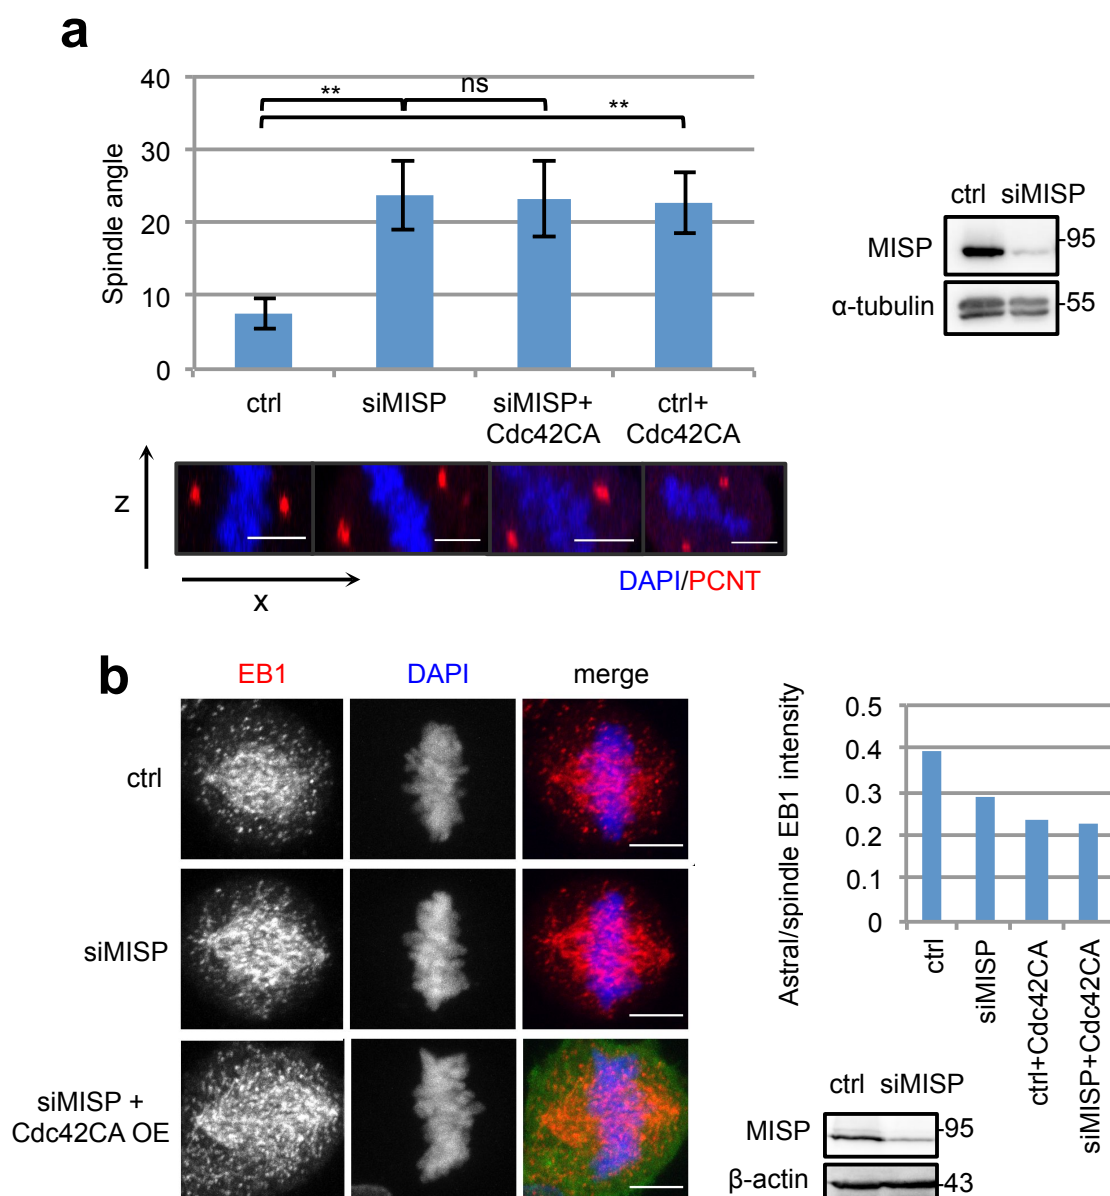 a
40
30
20
10
0
Spindle angle
**
ns
**
ctrl
siMISP
siMISP+
Cdc42CA
ctrl+
Cdc42CA
z
x
DAPI/PCNT
ctrl siMISP
MISP
-95
α-tubulin
-55
b
EB1
DAPI
merge
ctrl
siMISP
siMISP +
Cdc42CA OE
Astral/spindle EB1 intensity
0.5
0.4
0.3
0.2
0.1
0
ctrl
siMISP
ctrl+Cdc42CA
siMISP+Cdc42CA
ctrl siMISP
MISP
-95
β-actin
-43